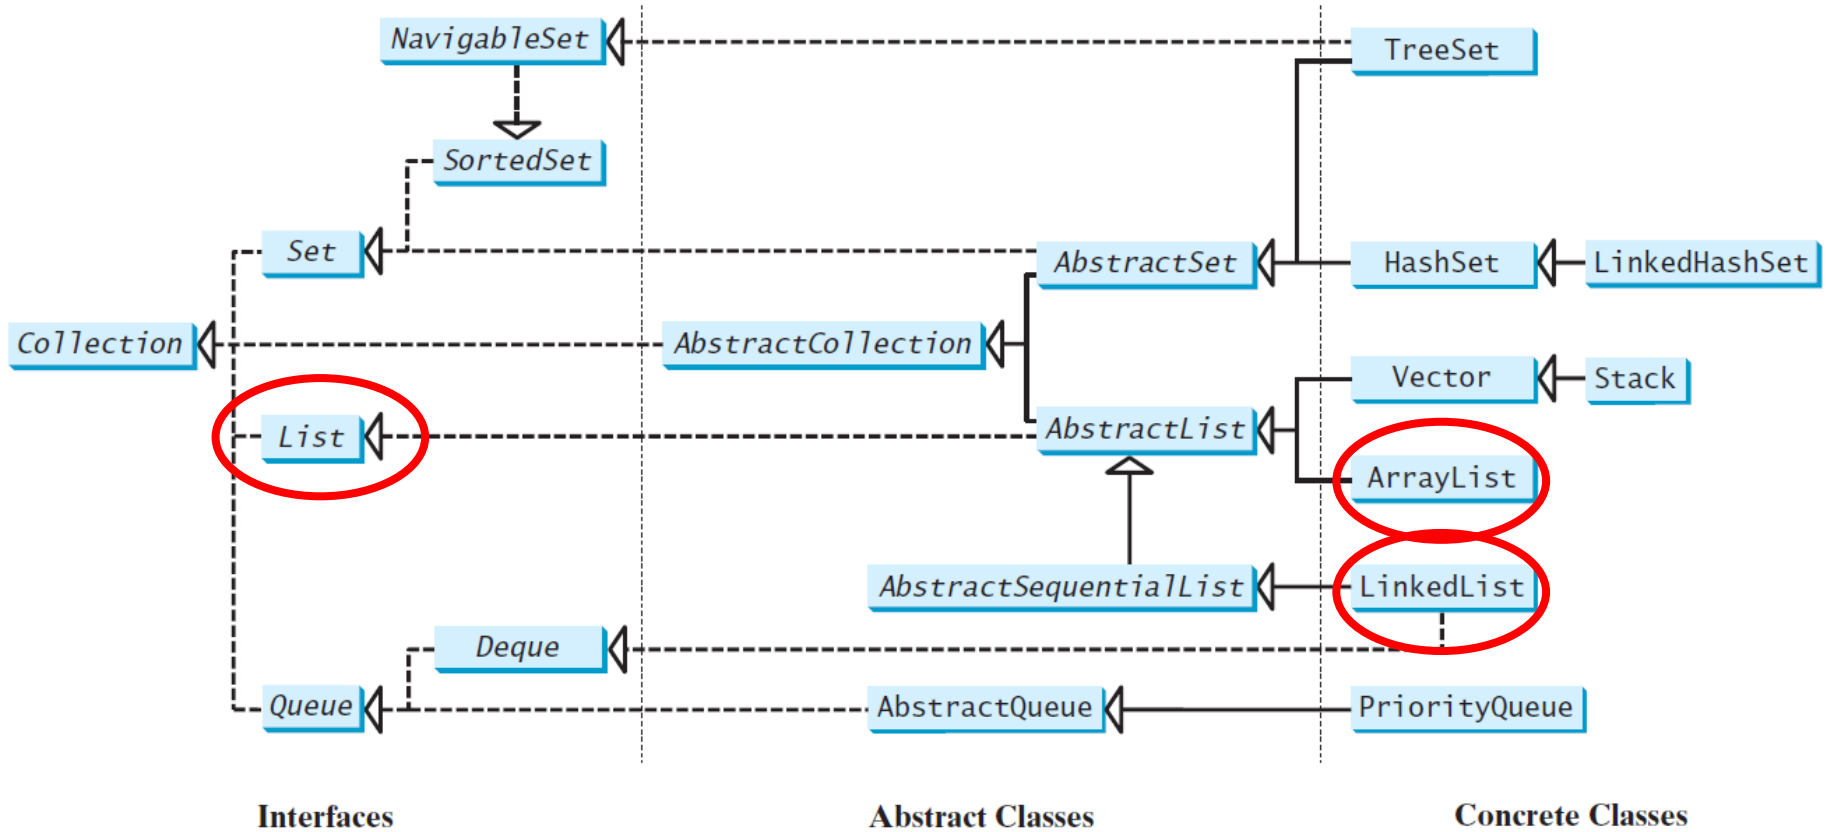 NavigableSet
TreeSet
SortedSet
Set
AbstractSet
HashSet
LinkedHashSet
Collection
AbstractCollection
Vector
Stack
List
AbstractList
ArrayList
AbstractSequentialList
LinkedList
Deque
Queue
AbstractQueue
PriorityQueue
Interfaces
Abstract Classes
Concrete Classes